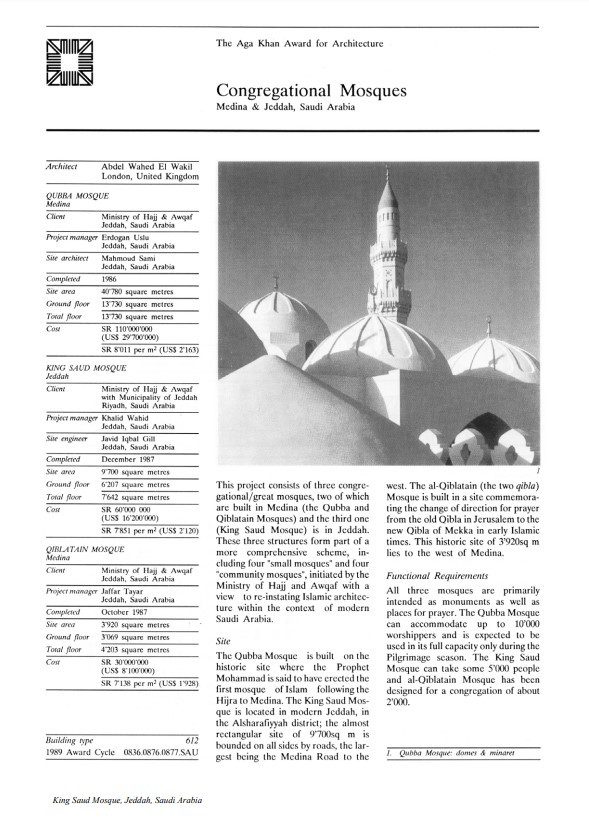 The Aga Khan Award for Architecture
Congregational Mosques
Medina & Jeddah, Saudi Arabia
Architect Abdel Wahed El Wakil
London, United Kingdom
QUBBA MOSQUE
Medina
Client Ministry of Hajj & Awqaf
Jeddah, Saudi Arabia
Project manager Erdogan Uslu
Jeddah, Saudi Arabia
Site architect Mahmoud Sami
Jeddah, Saudi Arabia
Completed 1986
Site area 40'780 square metres
Ground floor 13'730 square metres
Total floor 13'730 square metres
Cost SR 110'000'000
(US$ 29'700'000)
SR 8'011 per m² (US$ 2'163)
KING SAUD MOSQUE
Jeddah
Client Ministry of Hajj & Awqaf
with Municipality of Jeddah
Riyadh, Saudi Arabia
Project manager Khalid Wahid
Jeddah, Saudi Arabia
Site engineer Javid Iqbal Gill
Jeddah, Saudi Arabia
Completed December 1987
Site area 9'700 square metres
Ground floor 6'207 square metres
Total floor 7'642 square metres
Cost SR 60'000 000
(US$ 16'200'000)
SR 7'851 per m² (US$ 2'120)
QIBLATAIN MOSQUE
Medina
Client Ministry of Hajj & Awqaf
Jeddah, Saudi Arabia
Project manager Jaffar Tayar
Jeddah, Saudi Arabia
Completed October 1987
Site area 3'920 square metres
Ground floor 3'069 square metres
Total floor 4'203 square metres
Cost SR 30'000'000
(US$ 8'100'000)
SR 7'138 per m² (US$ 1'928)
Building type 612
1989 Award Cycle 0836.0876.0877.SAU
1
This project consists of three congre-
gational/great mosques, two of which
are built in Medina (the Qubba and
Qiblatain Mosques) and the third one
(King Saud Mosque) is in Jeddah.
These three structures form part of a
more comprehensive scheme, in-
cluding four "small mosques" and four
"community mosques", initiated by the
Ministry of Hajj and Awqaf with a
view to re-instating Islamic architec-
ture within the context of modern
Saudi Arabia.
Site
The Qubba Mosque is built on the
historic site where the Prophet
Mohammad is said to have erected the
first mosque of Islam following the
Hijra to Medina. The King Saud Mos-
que is located in modern Jeddah, in
the Alsharafiyyah district; the almost
rectangular site of 9'700sq m is
bounded on all sides by roads, the lar-
gest being the Medina Road to the
west. The al-Qiblatain (the two qibla)
Mosque is built in a site commemora-
ting the change of direction for prayer
from the old Qibla in Jerusalem to the
new Qibla of Mekka in early Islamic
times. This historic site of 3'920sq m
lies to the west of Medina.
Functional Requirements
All three mosques are primarily
intended as monuments as well as
places for prayer. The Qubba Mosque
can accommodate up to 10'000
worshippers and is expected to be
used in its full capacity only during the
Pilgrimage season. The King Saud
Mosque can take some 5'000 people
and al-Qiblatain Mosque has been
designed for a congregation of about
2'000.
1. Qubba Mosque: domes & minaret
King Saud Mosque, Jeddah, Saudi Arabia